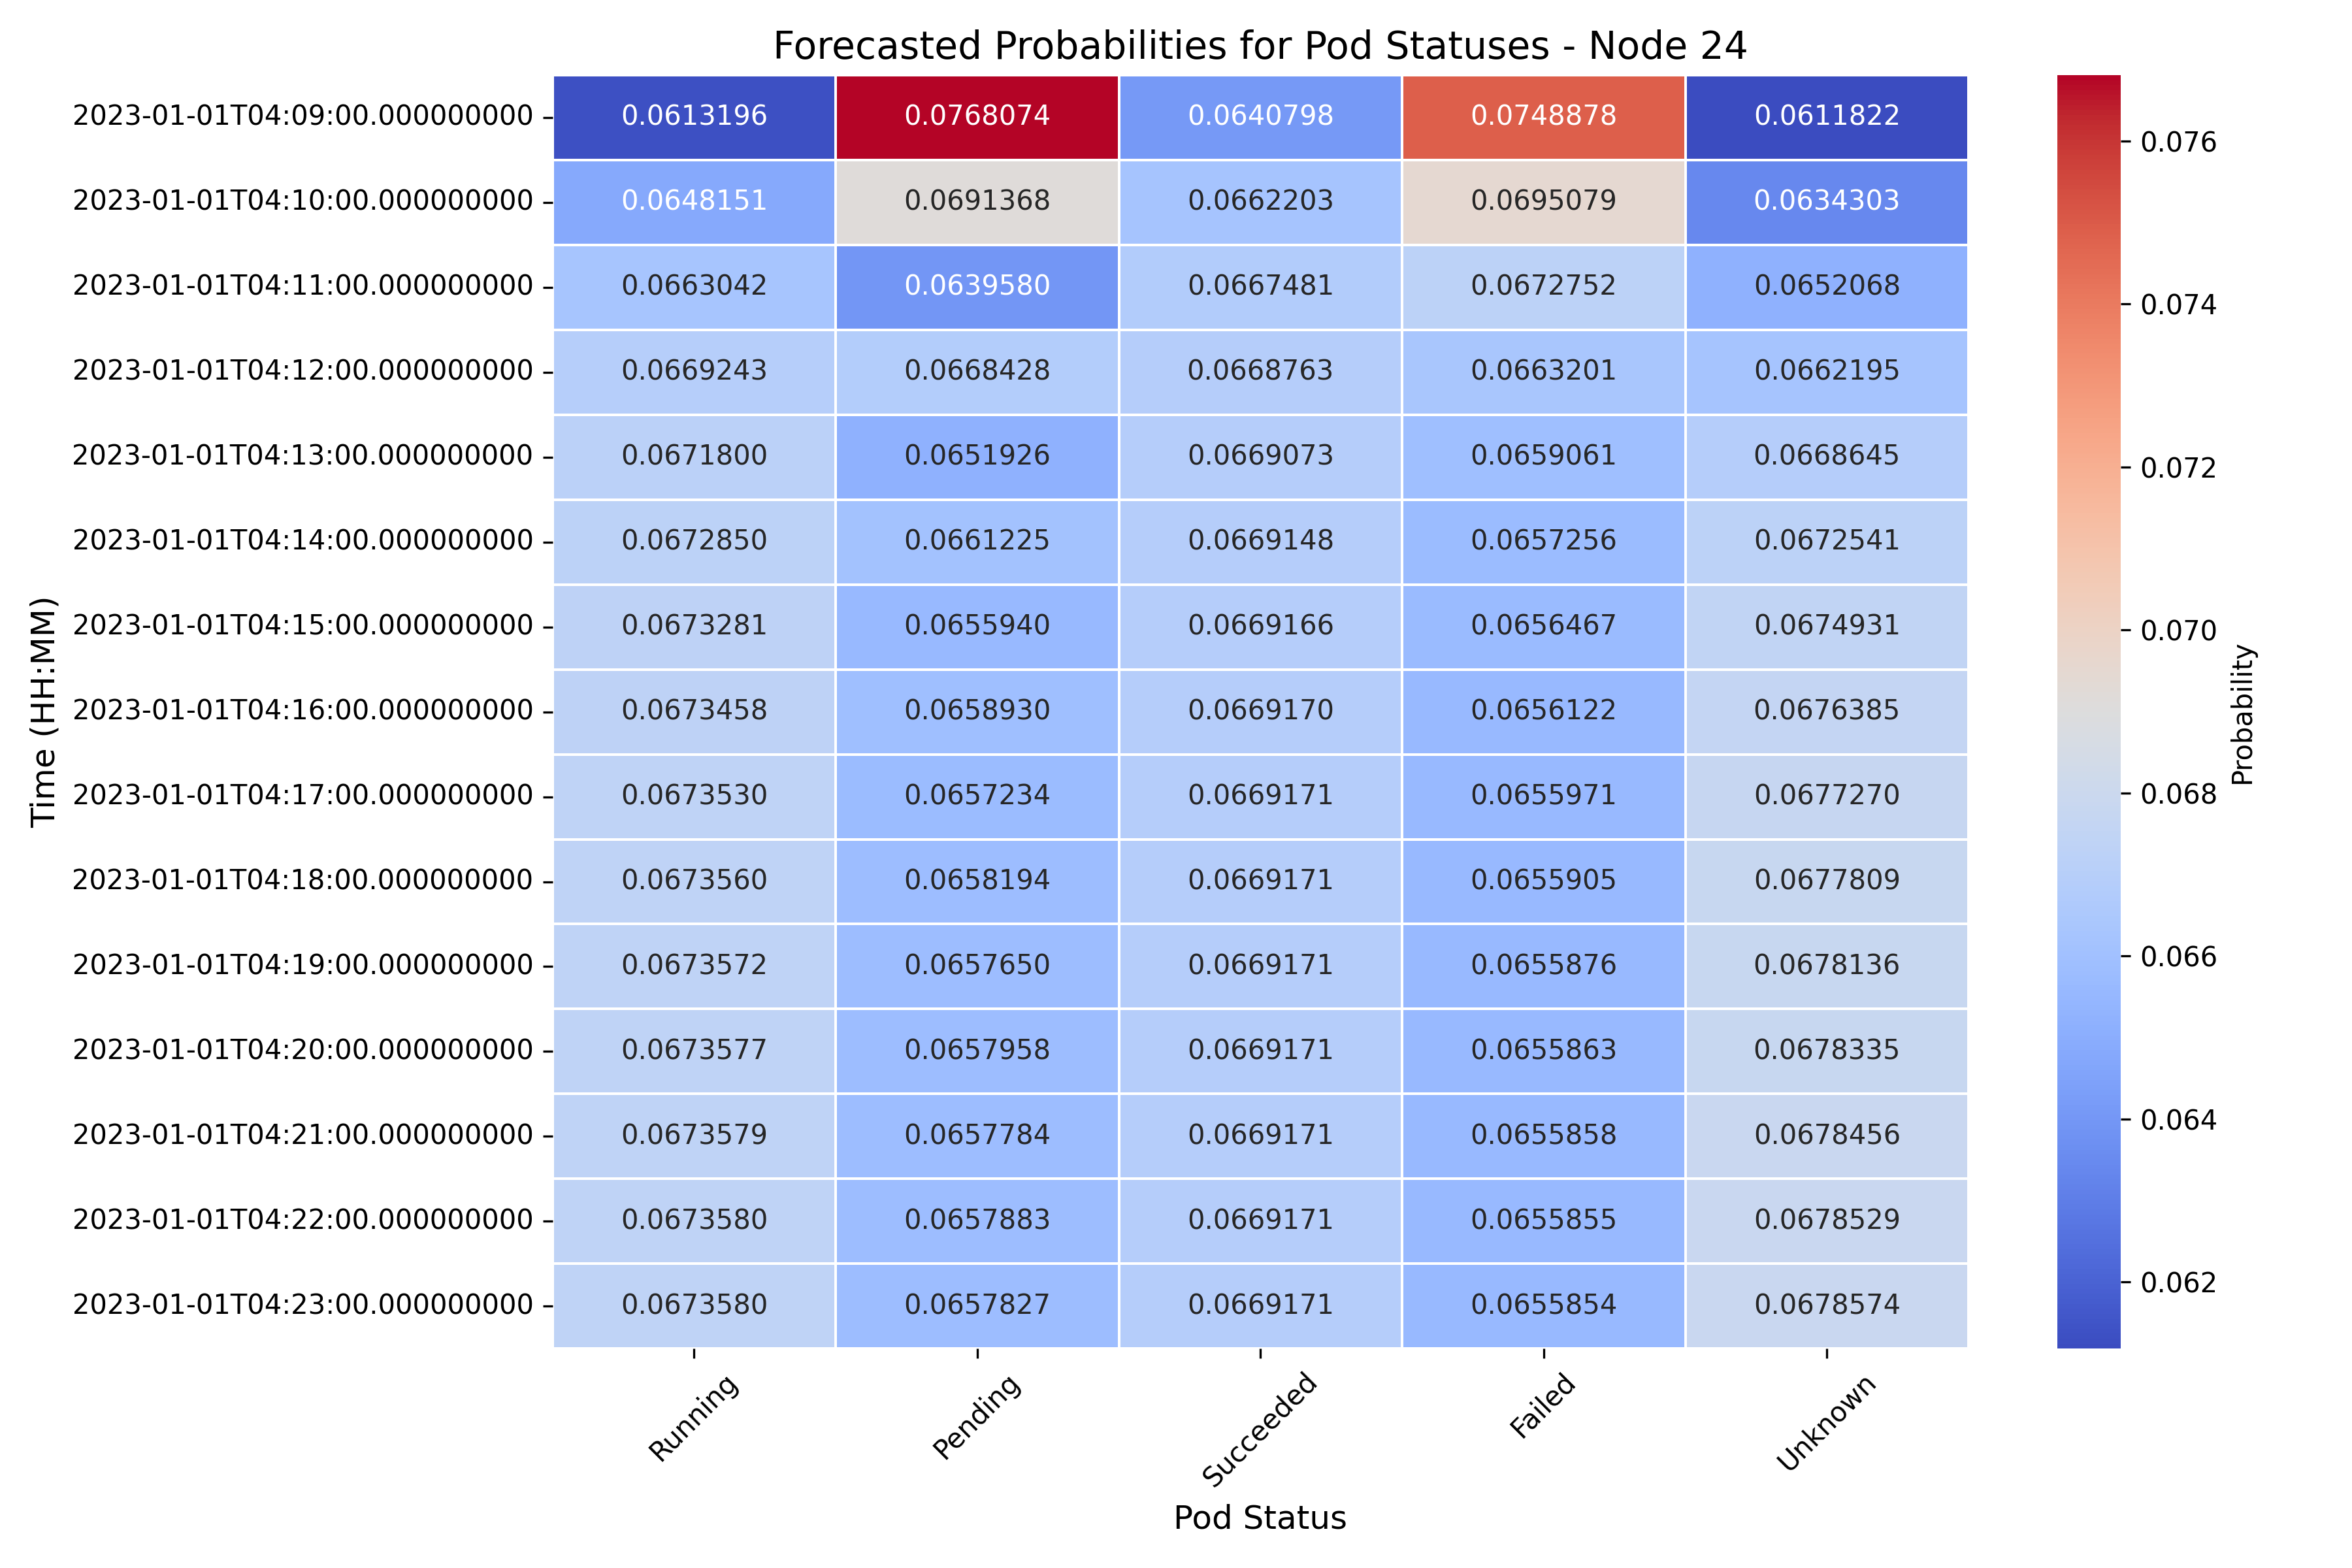 Forecasted Probabilities for Pod Statuses - Node 24
2023-01-01T04:09:00.000000000 0.0613196 0.0768074 0.0640798 0.0748878 0.0611822
2023-01-01T04:10:00.000000000 0.0648151 0.0691368 0.0662203 0.0695079 0.0634303
2023-01-01T04:11:00.000000000 0.0663042 0.0639580 0.0667481 0.0672752 0.0652068
2023-01-01T04:12:00.000000000 0.0669243 0.0668428 0.0668763 0.0663201 0.0662195
2023-01-01T04:13:00.000000000 0.0671800 0.0651926 0.0669073 0.0659061 0.0668645
2023-01-01T04:14:00.000000000 0.0672850 0.0661225 0.0669148 0.0657256 0.0672541
2023-01-01T04:15:00.000000000 0.0673281 0.0655940 0.0669166 0.0656467 0.0674931
2023-01-01T04:16:00.000000000 0.0673458 0.0658930 0.0669170 0.0656122 0.0676385
2023-01-01T04:17:00.000000000 0.0673530 0.0657234 0.0669171 0.0655971 0.0677270
2023-01-01T04:18:00.000000000 0.0673560 0.0658194 0.0669171 0.0655905 0.0677809
2023-01-01T04:19:00.000000000 0.0673572 0.0657650 0.0669171 0.0655876 0.0678136
2023-01-01T04:20:00.000000000 0.0673577 0.0657958 0.0669171 0.0655863 0.0678335
2023-01-01T04:21:00.000000000 0.0673579 0.0657784 0.0669171 0.0655858 0.0678456
2023-01-01T04:22:00.000000000 0.0673580 0.0657883 0.0669171 0.0655855 0.0678529
2023-01-01T04:23:00.000000000 0.0673580 0.0657827 0.0669171 0.0655854 0.0678574
Time (HH:MM)
Running Pending Succeeded Failed Unknown
Pod Status
0.076
0.074
0.072
0.070
0.068
0.066
0.064
0.062
Probability